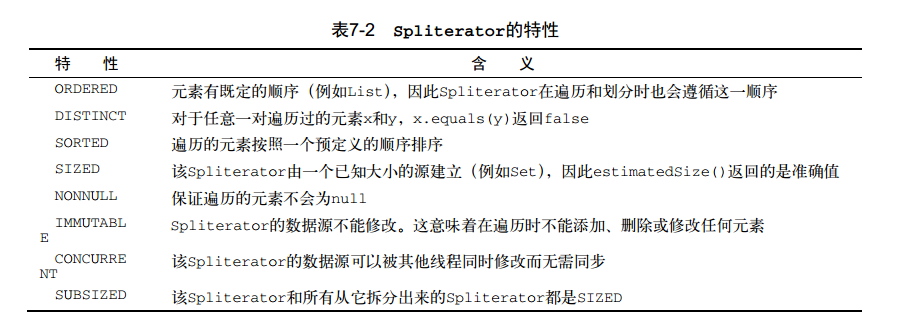 表7-2 Spliterator的特性
特 性 含 义
ORDERED 元素有既定的顺序（例如List），因此Spliterator在遍历和划分时也会遵循这一顺序
DISTINCT 对于任意一对遍历过的元素x和y，x.equals(y)返回false
SORTED 遍历的元素按照一个预定义的顺序排序
SIZED 该Spliterator由一个已知大小的源建立（例如Set），因此estimatedSize()返回的是准确值
NONNULL 保证遍历的元素不会为null
IMMUTABL Spliterator的数据源不能修改。这意味着在遍历时不能添加、删除或修改任何元素
E
CONCURRE 该Spliterator的数据源可以被其他线程同时修改而无需同步
NT
SUBSIZED 该Spliterator和所有从它拆分出来的Spliterator都是SIZED